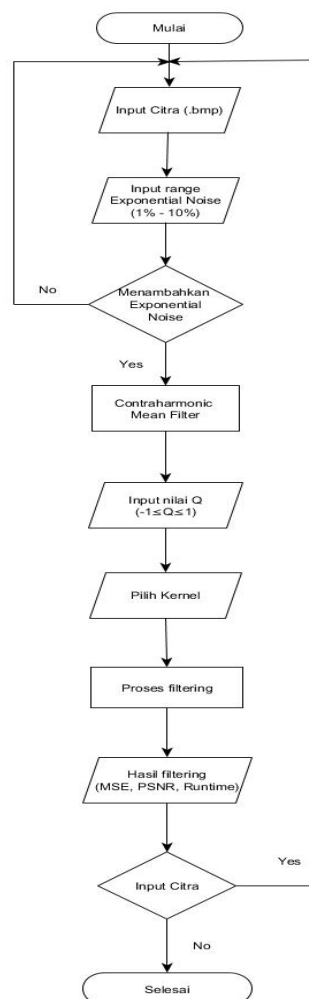 Mulai
Input Citra (.bmp)
Input range
Exponential Noise
(1% - 10%)
No
Menambahkan
Exponential
Noise
Yes
Contraharmonic
Mean Filter
Input nilai Q
(-1≤Q≤1)
Pilih Kernel
Proses filtering
Hasil filtering
(MSE, PSNR, Runtime)
Yes
Input Citra
No
Selesai